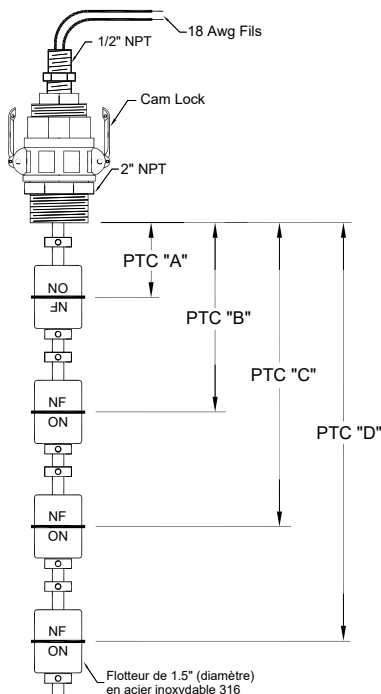 18 Awg Fils
1/2" NPT
Cam Lock
2" NPT
PTC "A"
ON
NF
PTC "B"
PTC "C"
NF
ON
PTC "D"
NF
ON
NF
ON
Flotteur de 1.5" (diamètre)
en acier inoxydable 316